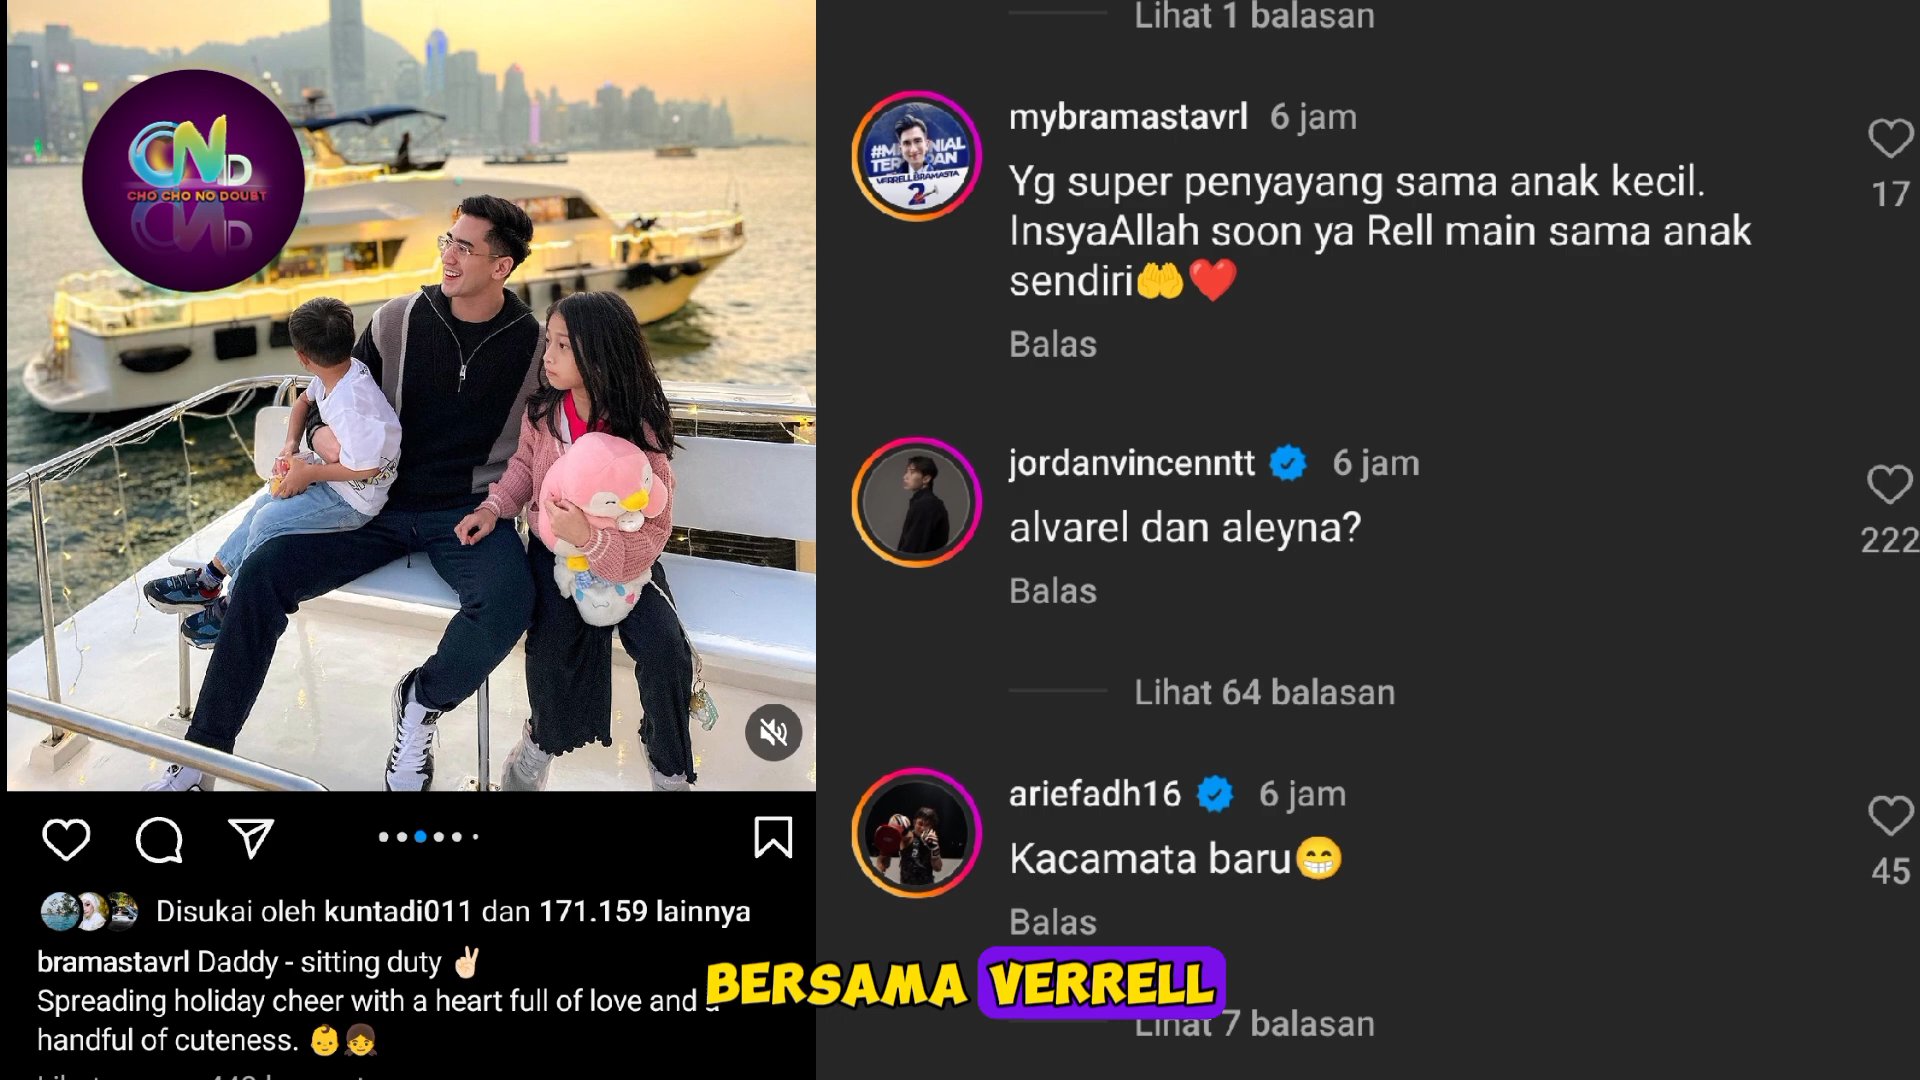 CND
CHO CHO NO DOUBT
Disukai oleh kuntadi011 dan 171.159 lainnya
bramastavrl Daddy - sitting duty ✌🏻
Spreading holiday cheer with a heart full of love and a
handful of cuteness. 👶👧
Lihat 1 balasan
mybramastavrl 6 jam
Yg super penyayang sama anak kecil.
InsyaAllah soon ya Rell main sama anak
sendiri🤲❤️
17
Balas
jordanvincenntt 6 jam
alvarel dan aleyna?
222
Balas
Lihat 64 balasan
ariefadh16 6 jam
Kacamata baru😁
45
Balas
Lihat 7 balasan
BERSAMA VERRELL